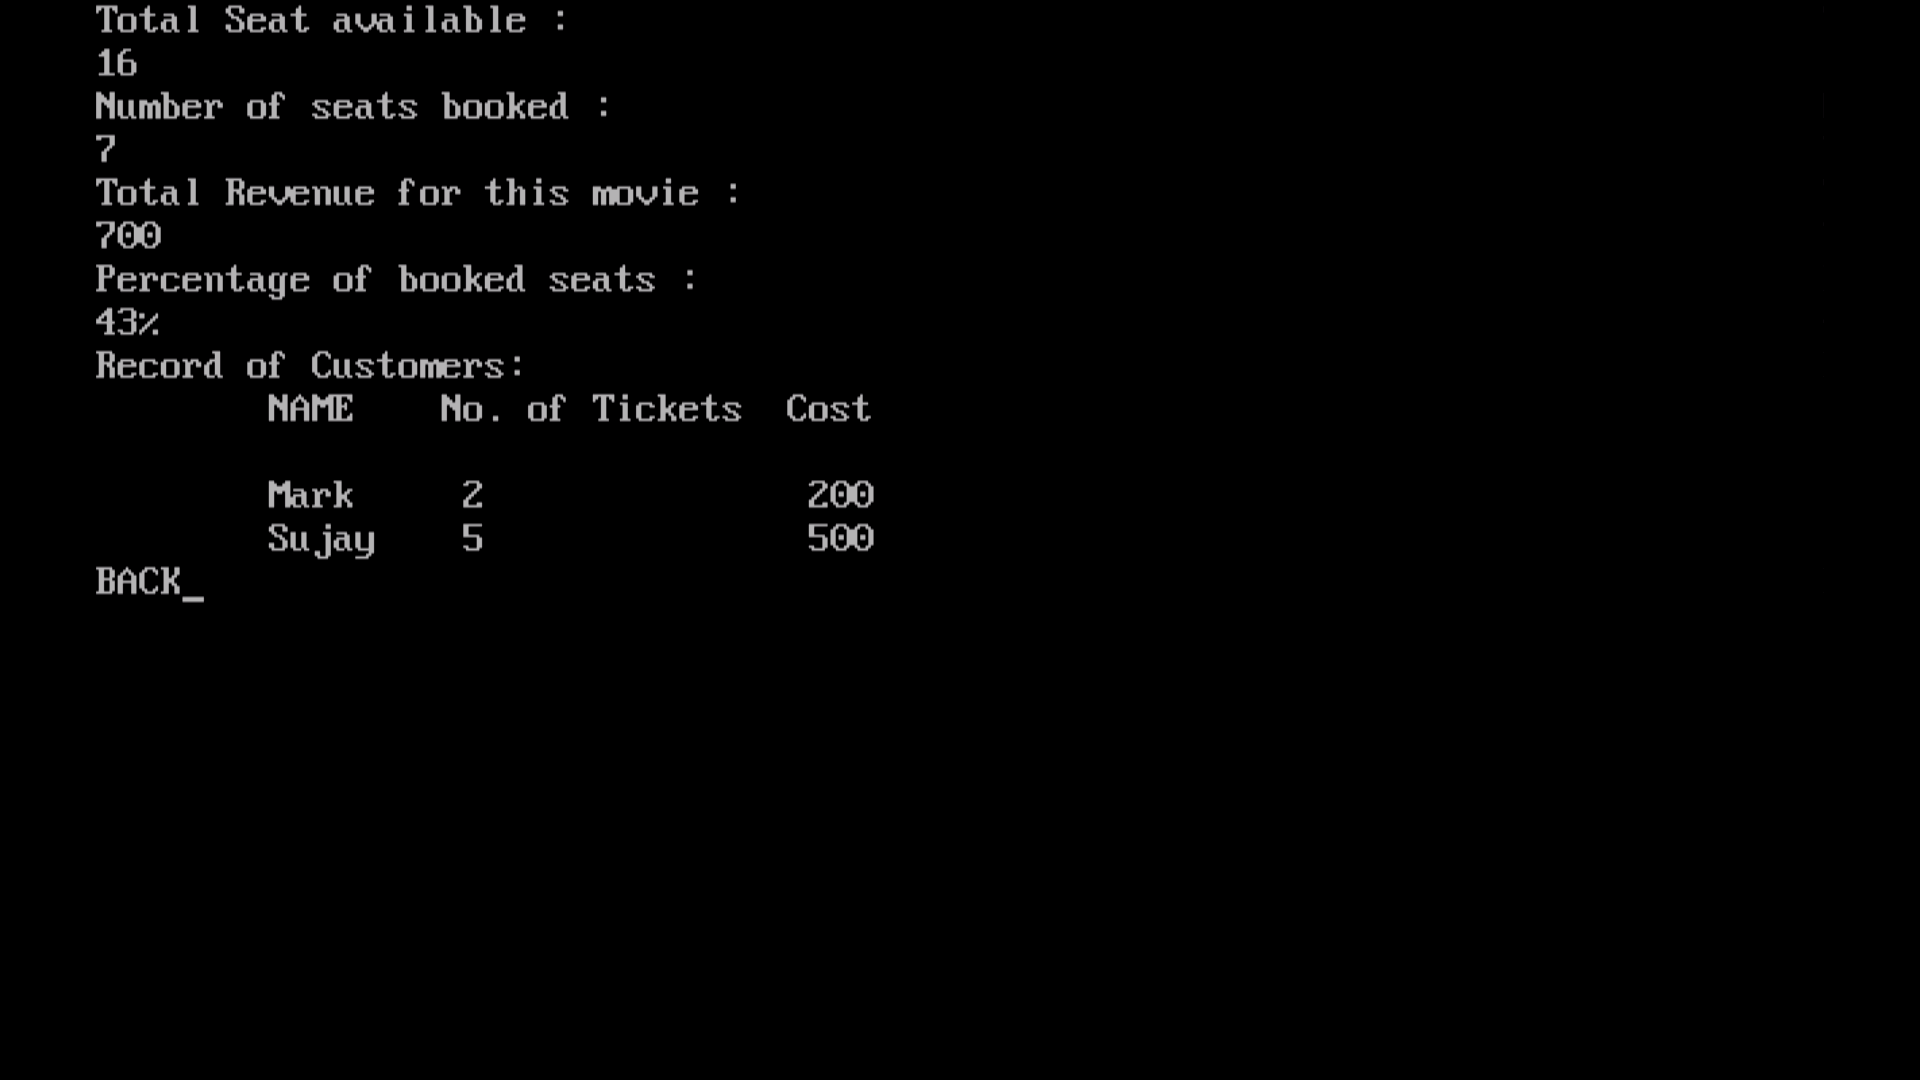 Total Seat available :
16
Number of seats booked :
7
Total Revenue for this movie :
700
Percentage of booked seats :
43%
Record of Customers:
NAME No. of Tickets Cost
Mark 2 200
Sujay 5 500
BACK_